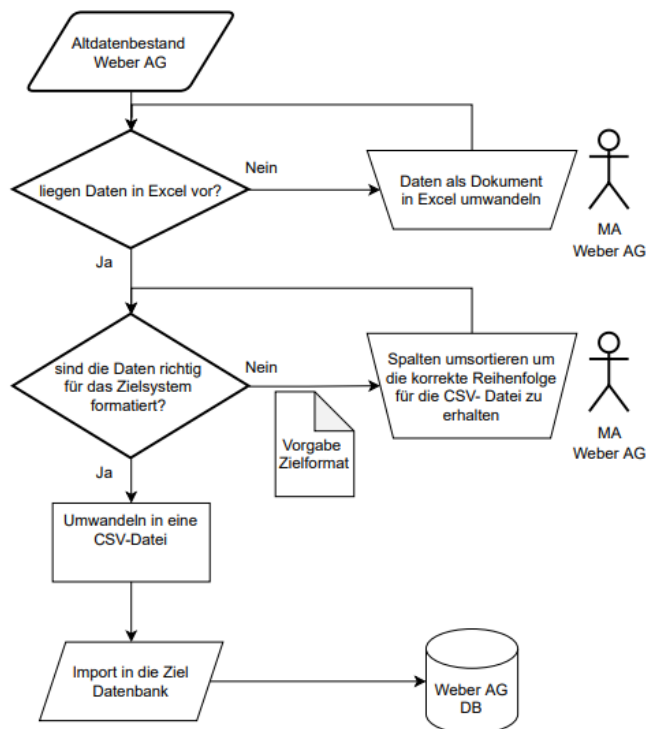 Altdatenbestand
Weber AG
liegen Daten in Excel vor?
Nein
Daten als Dokument
in Excel umwandeln
MA
Weber AG
Ja
sind die Daten richtig
für das Zielsystem
formatiert?
Nein
Vorgabe
Zielformat
Spalten umsortieren um
die korrekte Reihenfolge
für die CSV- Datei zu
erhalten
MA
Weber AG
Ja
Umwandeln in eine
CSV-Datei
Import in die Ziel
Datenbank
Weber AG
DB